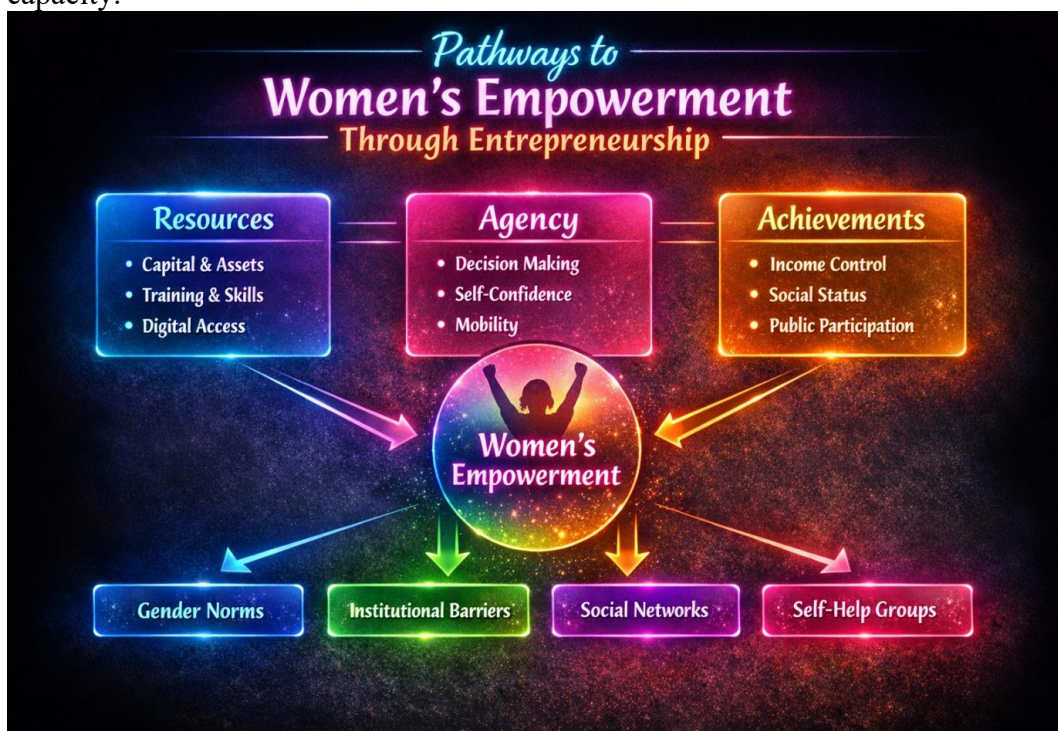 capacity.
Pathways to
Women's Empowerment
Through Entrepreneurship
Resources
• Capital & Assets
• Training & Skills
• Digital Access
Agency
• Decision Making
• Self-Confidence
• Mobility
Achievements
• Income Control
• Social Status
• Public Participation
Women's
Empowerment
Gender Norms
Institutional Barriers
Social Networks
Self-Help Groups